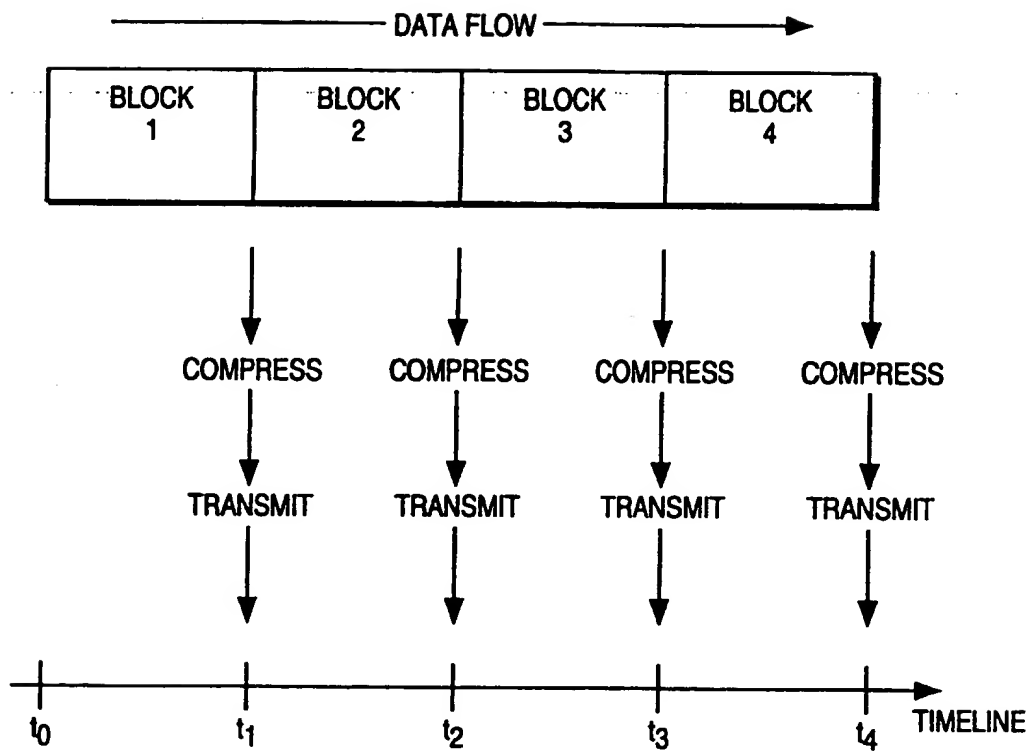 DATA FLOW
BLOCK 1
BLOCK 2
BLOCK 3
BLOCK 4
COMPRESS COMPRESS COMPRESS COMPRESS
TRANSMIT TRANSMIT TRANSMIT TRANSMIT
t0 t1 t2 t3 t4 TIMELINE